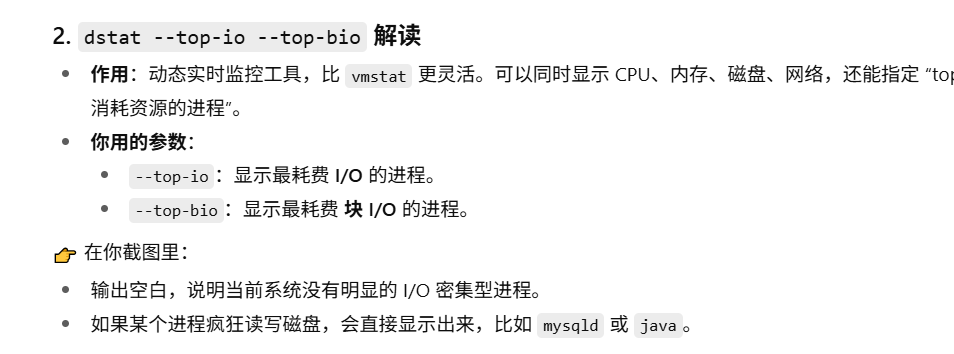 2. dstat --top-io --top-bio 解读
作用：动态实时监控工具，比 vmstat 更灵活。可以同时显示 CPU、内存、磁盘、网络，还能指定 “top
消耗资源的进程”。
你用的参数：
--top-io：显示最耗费 I/O 的进程。
--top-bio：显示最耗费 块 I/O 的进程。
👉 在你截图里：
输出空白，说明当前系统没有明显的 I/O 密集型进程。
如果某个进程疯狂读写磁盘，会直接显示出来，比如 mysqld 或 java。